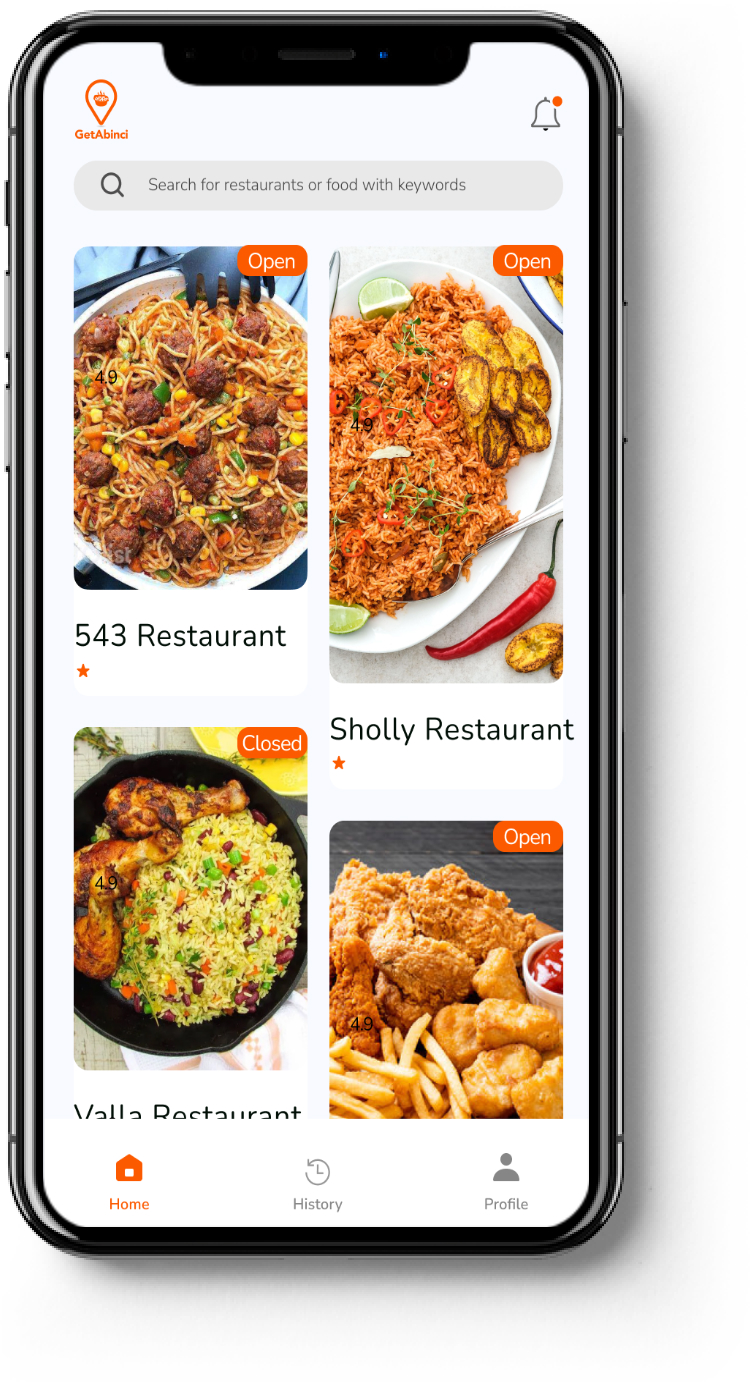 GetAbinci
Search for restaurants or food with keywords
Open
4.9
543 Restaurant
Open
4.9
Sholly Restaurant
Closed
4.9
Valla Restaurant
Open
4.9
Home
History
Profile